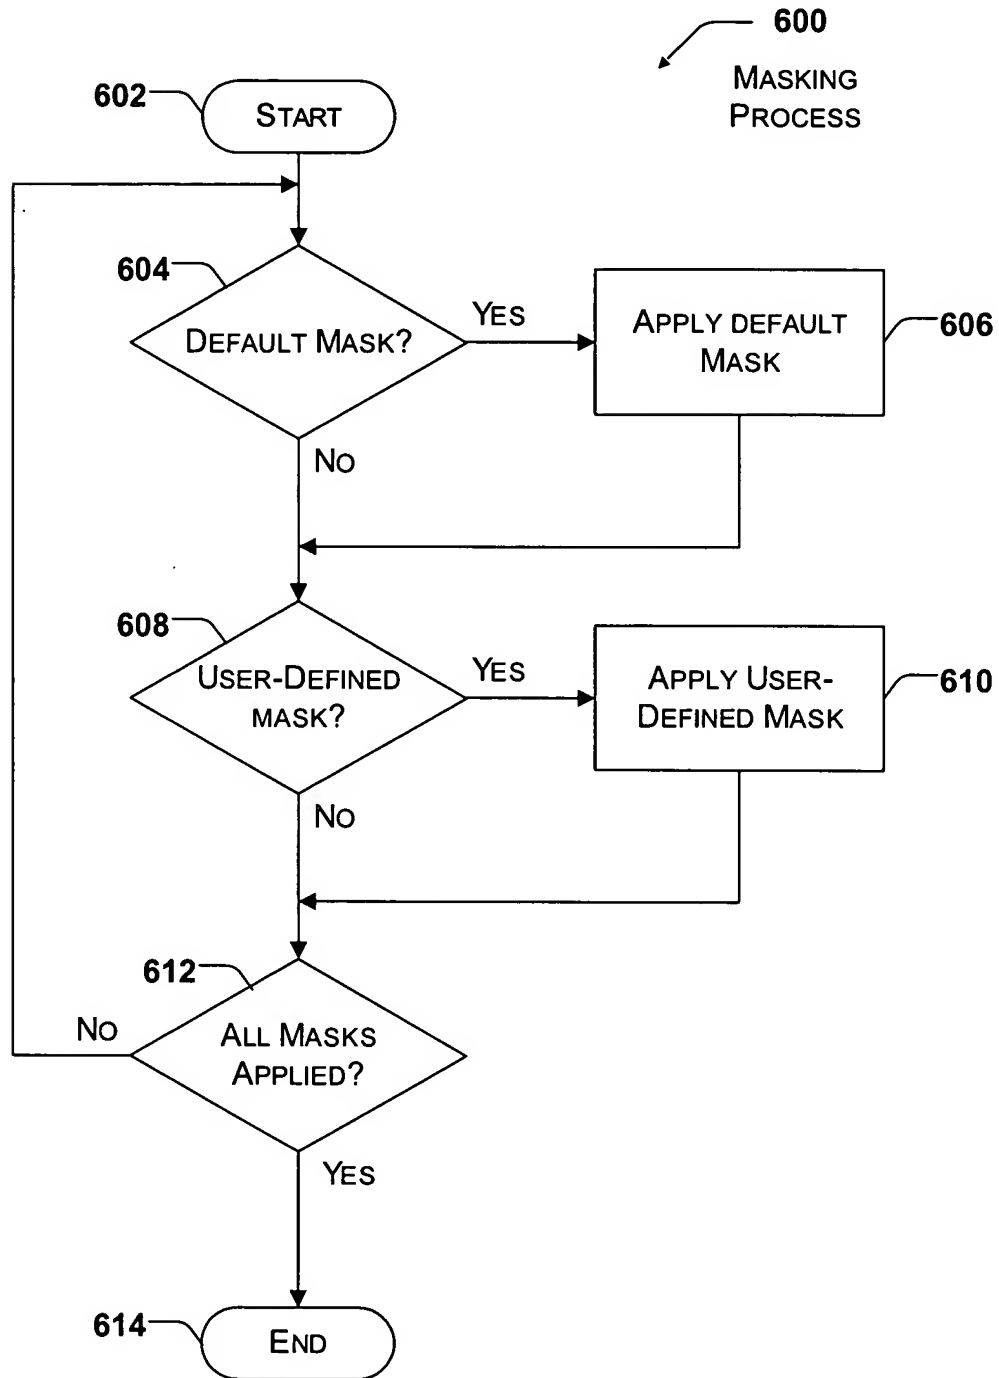 600
MASKING
PROCESS
602
START
604
DEFAULT MASK?
YES
APPLY DEFAULT
MASK
606
NO
608
USER-DEFINED
MASK?
YES
APPLY USER-
DEFINED MASK
610
NO
612
NO
ALL MASKS
APPLIED?
YES
614
END